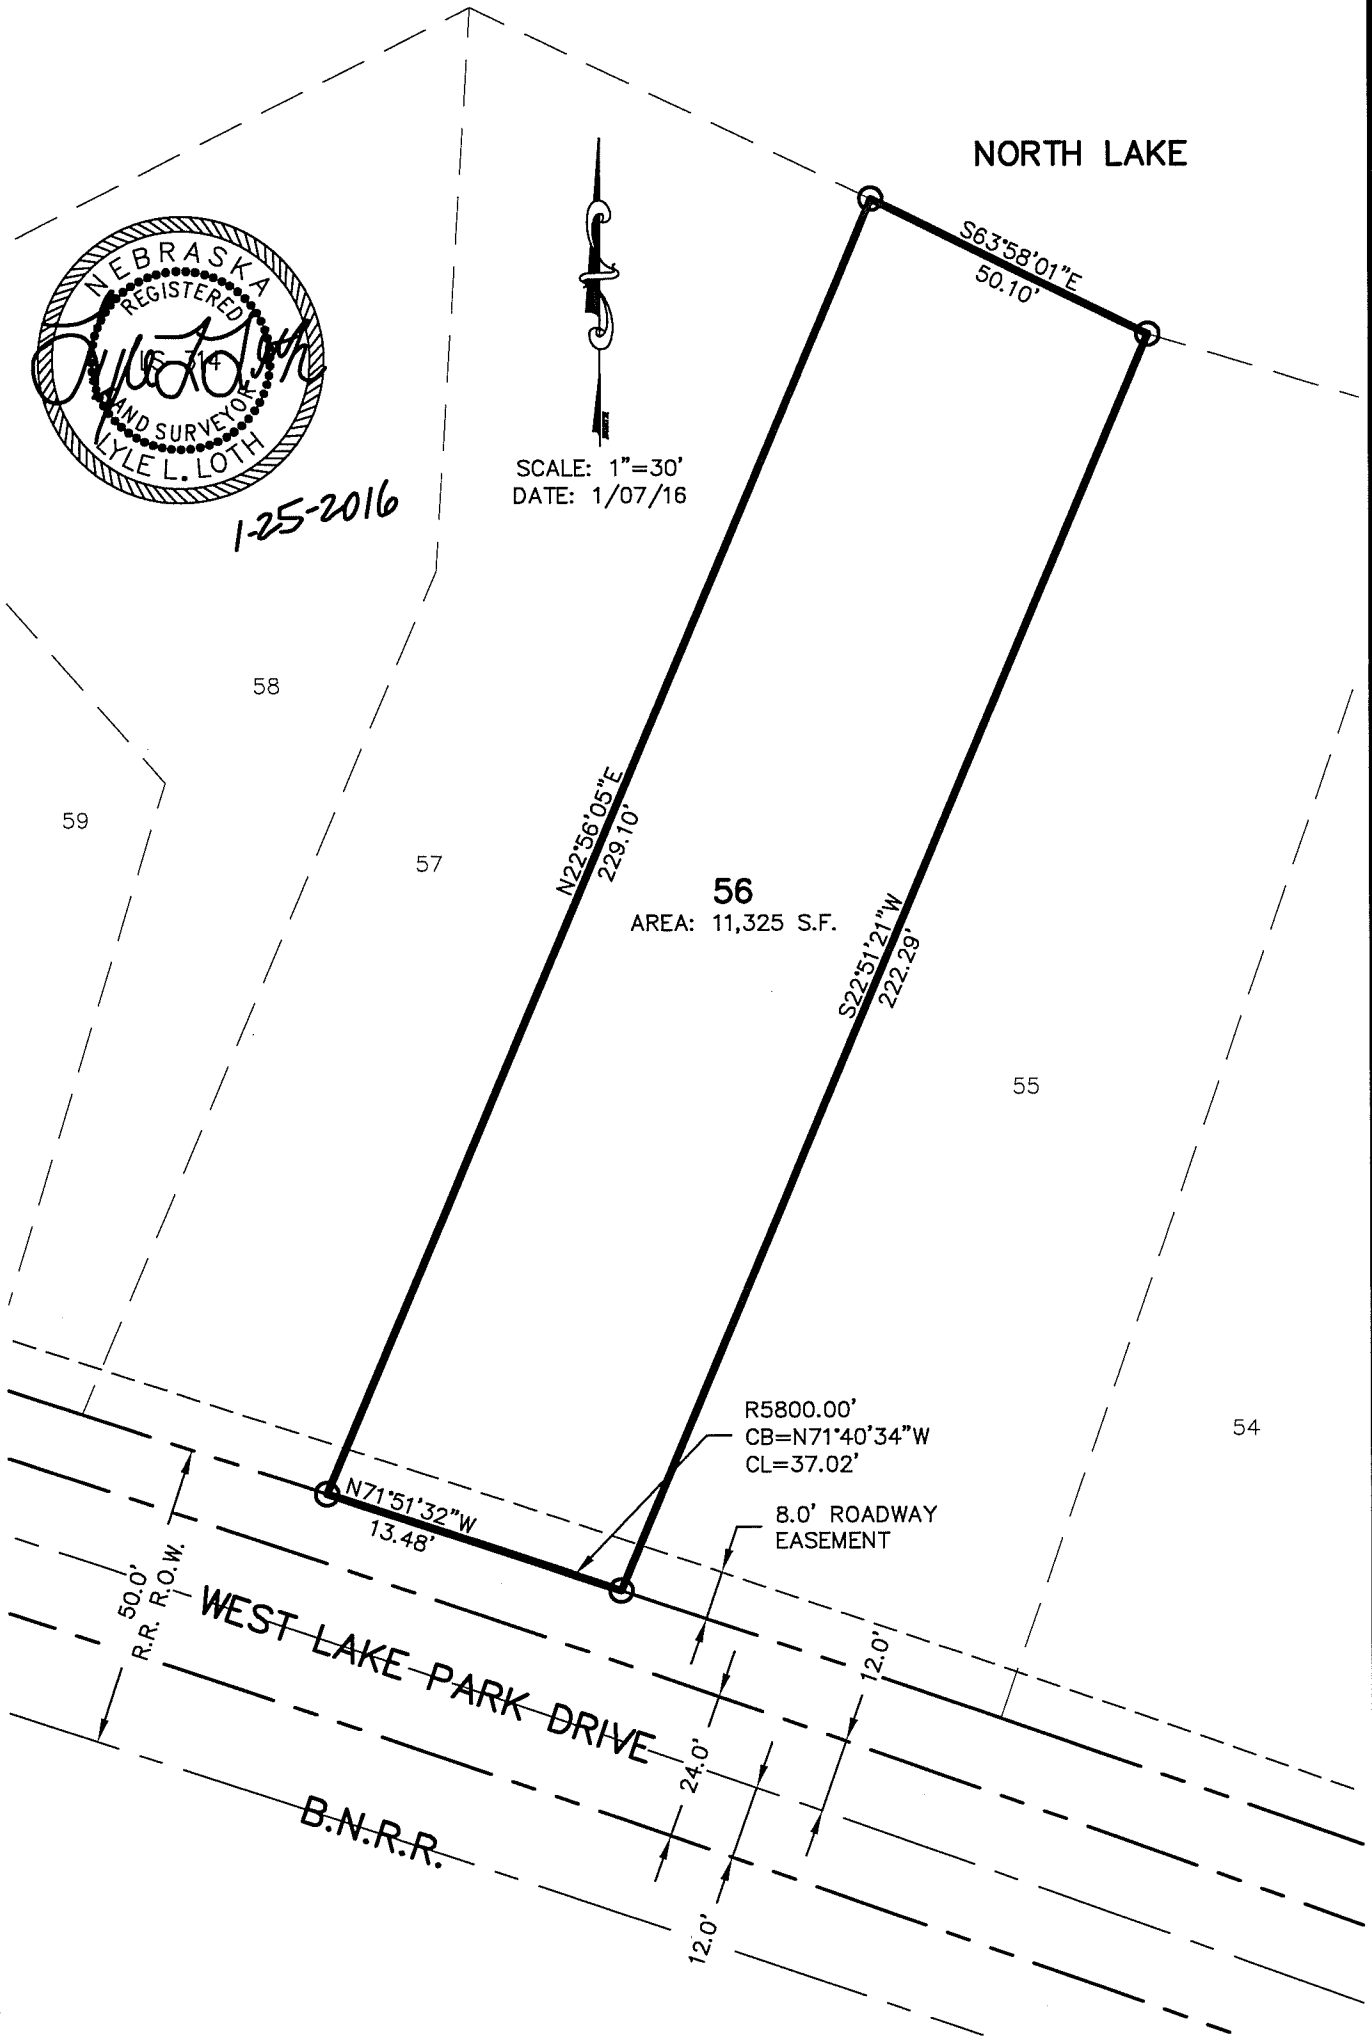 NORTH LAKE
S63°58'01"E
50.10'
NEBRASKA
REGISTERED
LS 314
LAND SURVEYOR
LYLE L. LOTH
1-25-2016
SCALE: 1"=30'
DATE: 1/07/16
58
59
57
N22°56'05"E
229.10'
56
AREA: 11,325 S.F.
S22°51'21"W
222.29'
55
54
R5800.00'
CB=N71°40'34"W
CL=37.02'
8.0' ROADWAY
EASEMENT
N71°51'32"W
13.48'
50.0'
R.R. R.O.W.
WEST LAKE PARK DRIVE
12.0'
24.0'
12.0'
B.N.R.R.